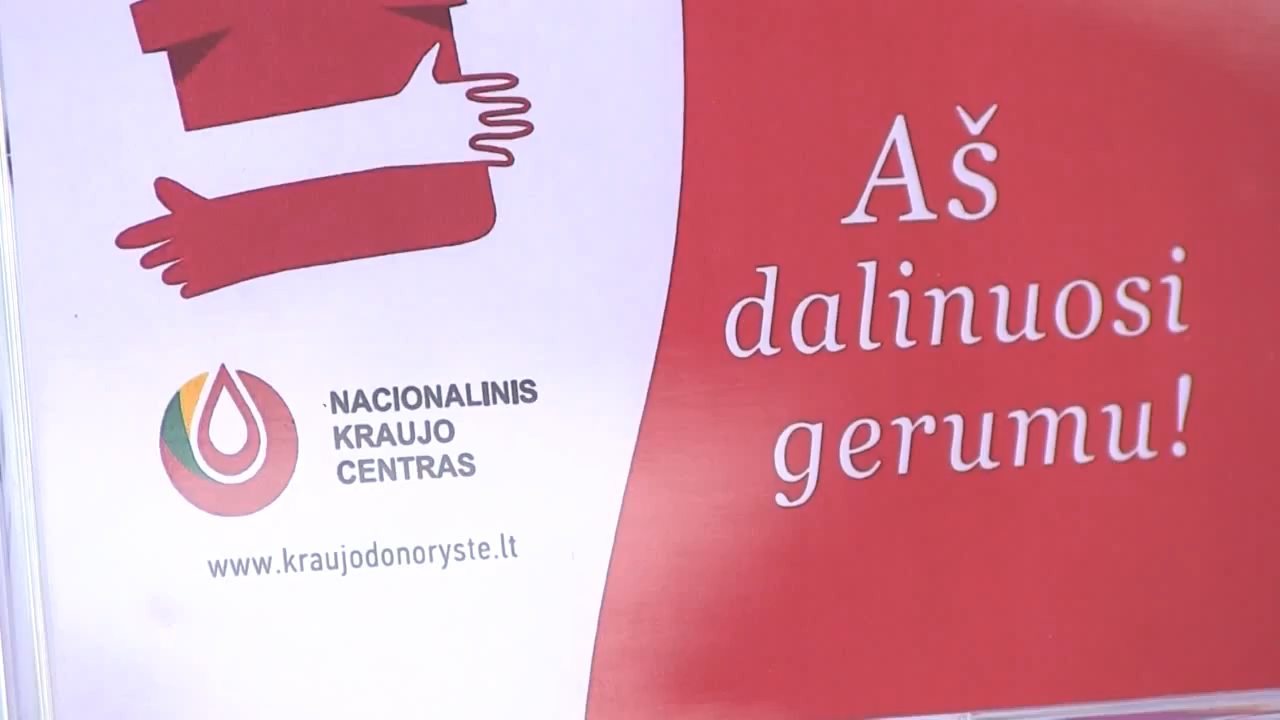 NACIONALINIS
KRAUJO
CENTRAS
www.kraujodonoryste.lt
Aš
dalinuosi
gerumu!